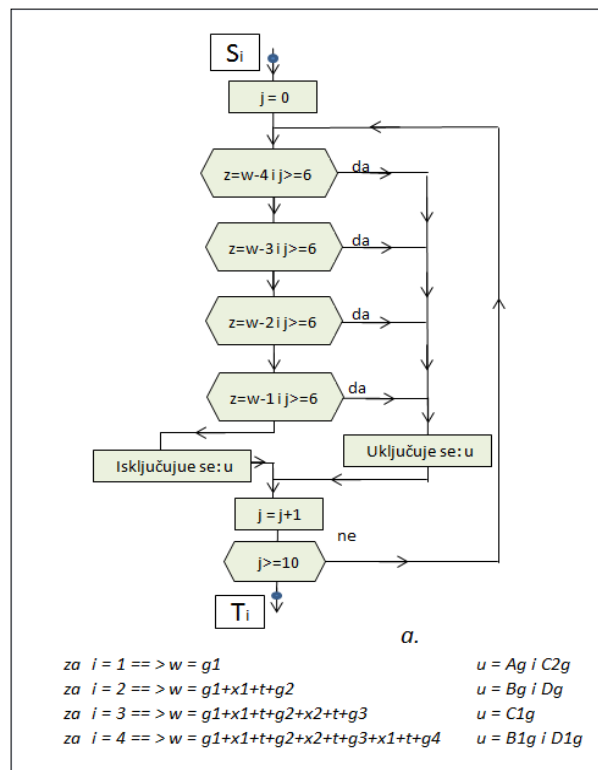 Si
j = 0
z=w-4 i j>=6
da
z=w-3 i j>=6
da
z=w-2 i j>=6
da
z=w-1 i j>=6
da
Isključujue se: u
Uključuje se: u
j = j+1
ne
j>=10
Ti
a.
za i = 1 == > w = g1 u = Ag i C2g
za i = 2 == > w = g1+x1+t+g2 u = Bg i Dg
za i = 3 == > w = g1+x1+t+g2+x2+t+g3 u = C1g
za i = 4 == > w = g1+x1+t+g2+x2+t+g3+x1+t+g4 u = B1g i D1g